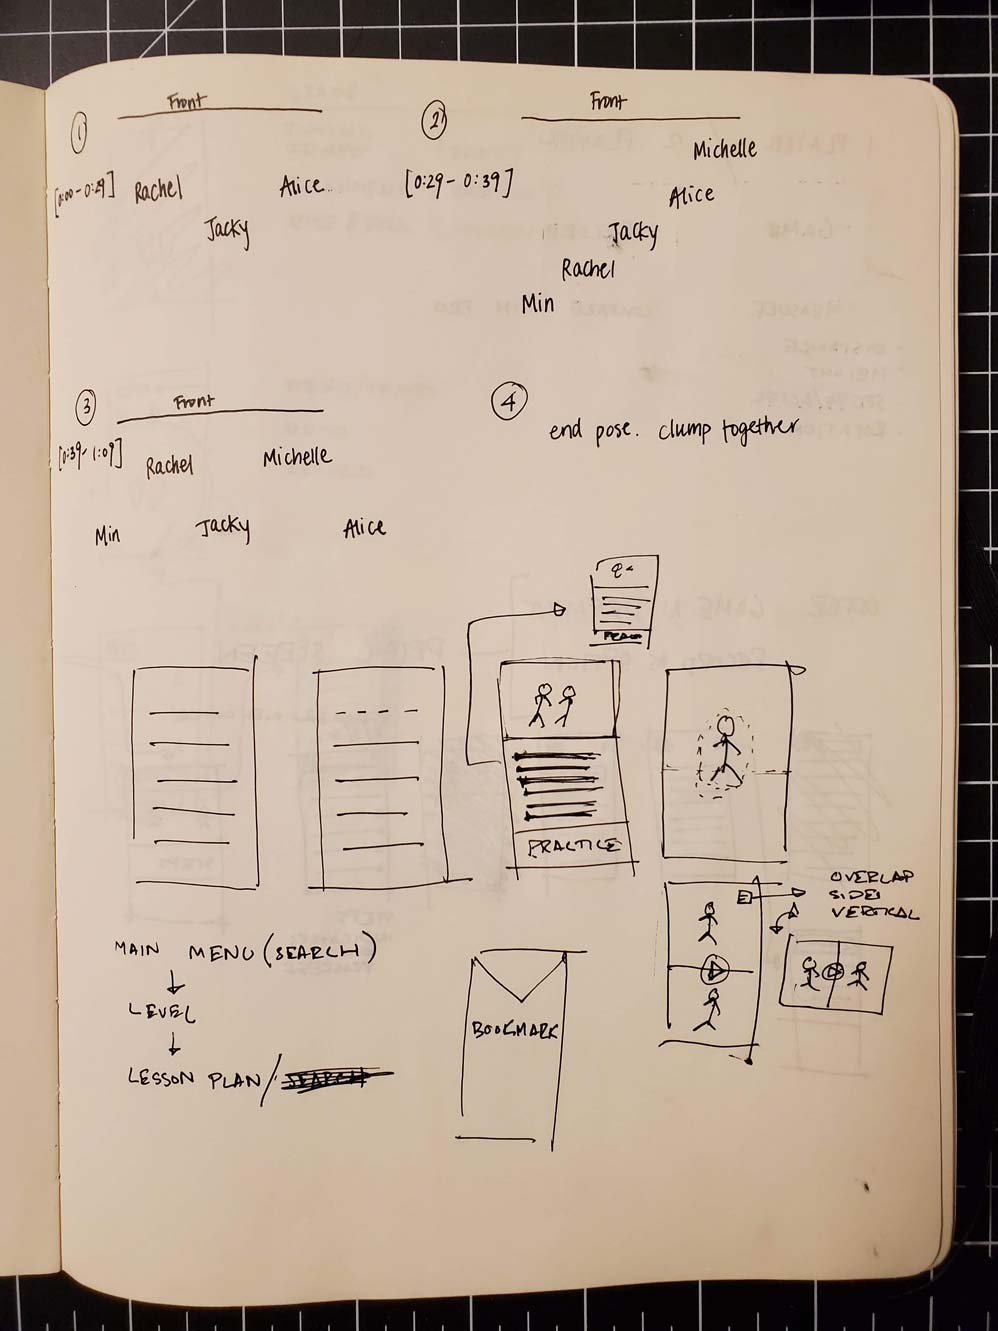 Front
①
[0:00 - 0:29]
Rachel
Alice
Jacky
Front
②
[0:29 - 0:39]
Michelle
Alice
Jacky
Rachel
Min
Front
③
[0:39 - 1:09]
Rachel
Michelle
Min
Jacky
Alice
④
end pose. clump together
PRACTICE
OVERLAP
SIDE
VERTICAL
MAIN MENU (SEARCH)
LEVEL
LESSON PLAN /
BOOKMARK